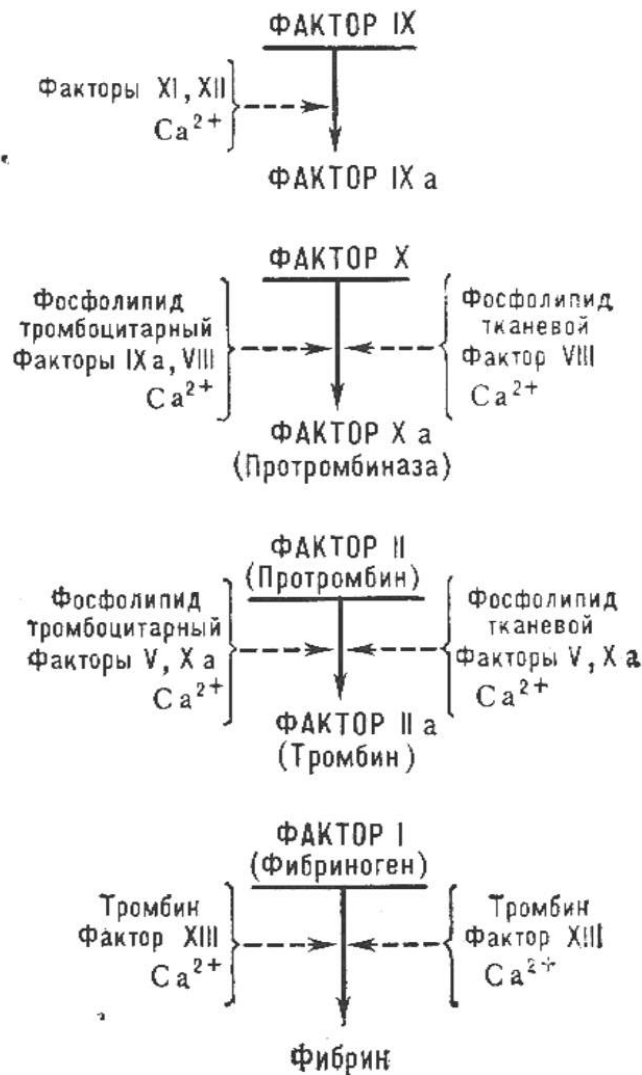 ФАКТОР IX
Факторы XI, XII
Ca²⁺
ФАКТОР IX а
ФАКТОР X
Фосфолипид
тромбоцитарный
Факторы IXа, VIII
Ca²⁺
Фосфолипид
тканевой
Фактор VIII
Ca²⁺
ФАКТОР X а
(Протромбиназа)
ФАКТОР II
(Протромбин)
Фосфолипид
тромбоцитарный
Факторы V, X а
Ca²⁺
Фосфолипид
тканевой
Факторы V, X а
Ca²⁺
ФАКТОР II а
(Тромбин)
ФАКТОР I
(Фибриноген)
Тромбин
Фактор XIII
Ca²⁺
Тромбин
Фактор XIII
Ca²⁺
Фибрин